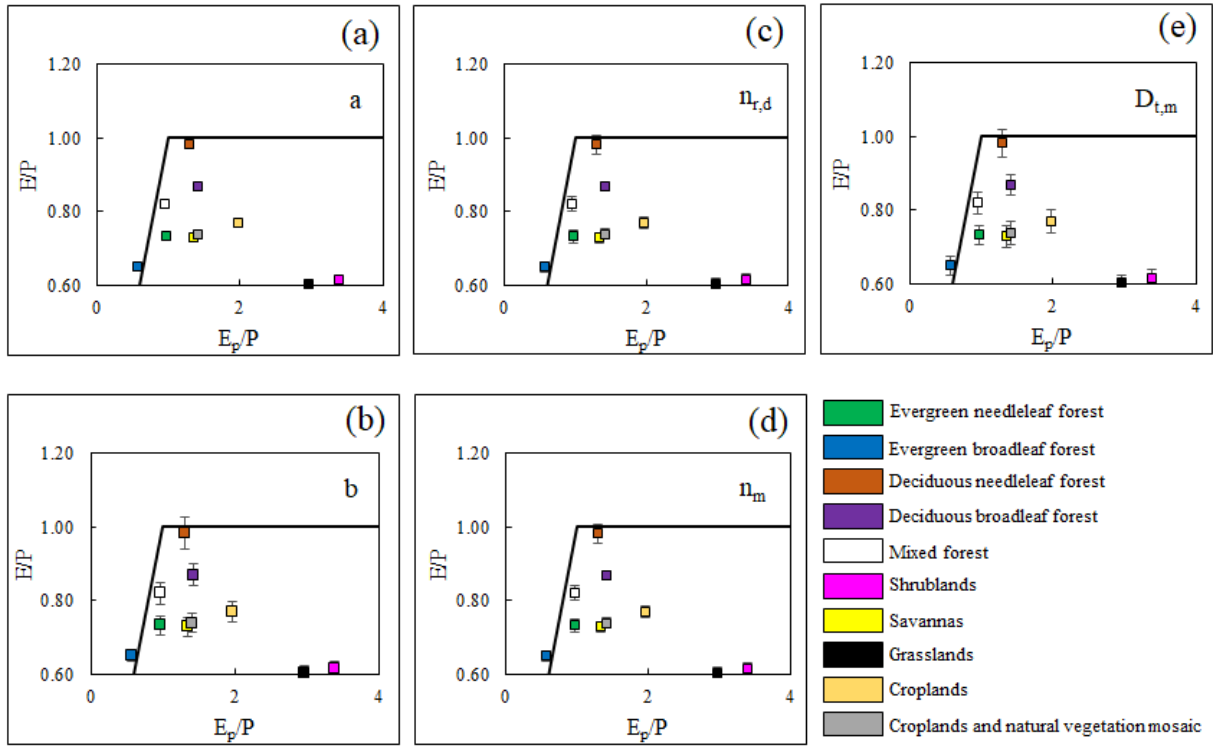 (a)
1.20
a
1.00
E/P
0.80
0.60
0
2
4
Ep/P
(c)
1.20
nr,d
1.00
E/P
0.80
0.60
0
2
4
Ep/P
(e)
1.20
Dt,m
1.00
E/P
0.80
0.60
0
2
4
Ep/P
(b)
1.20
b
1.00
E/P
0.80
0.60
0
2
4
Ep/P
(d)
1.20
nm
1.00
E/P
0.80
0.60
0
2
4
Ep/P
Evergreen needleleaf forest
Evergreen broadleaf forest
Deciduous needleleaf forest
Deciduous broadleaf forest
Mixed forest
Shrublands
Savannas
Grasslands
Croplands
Croplands and natural vegetation mosaic